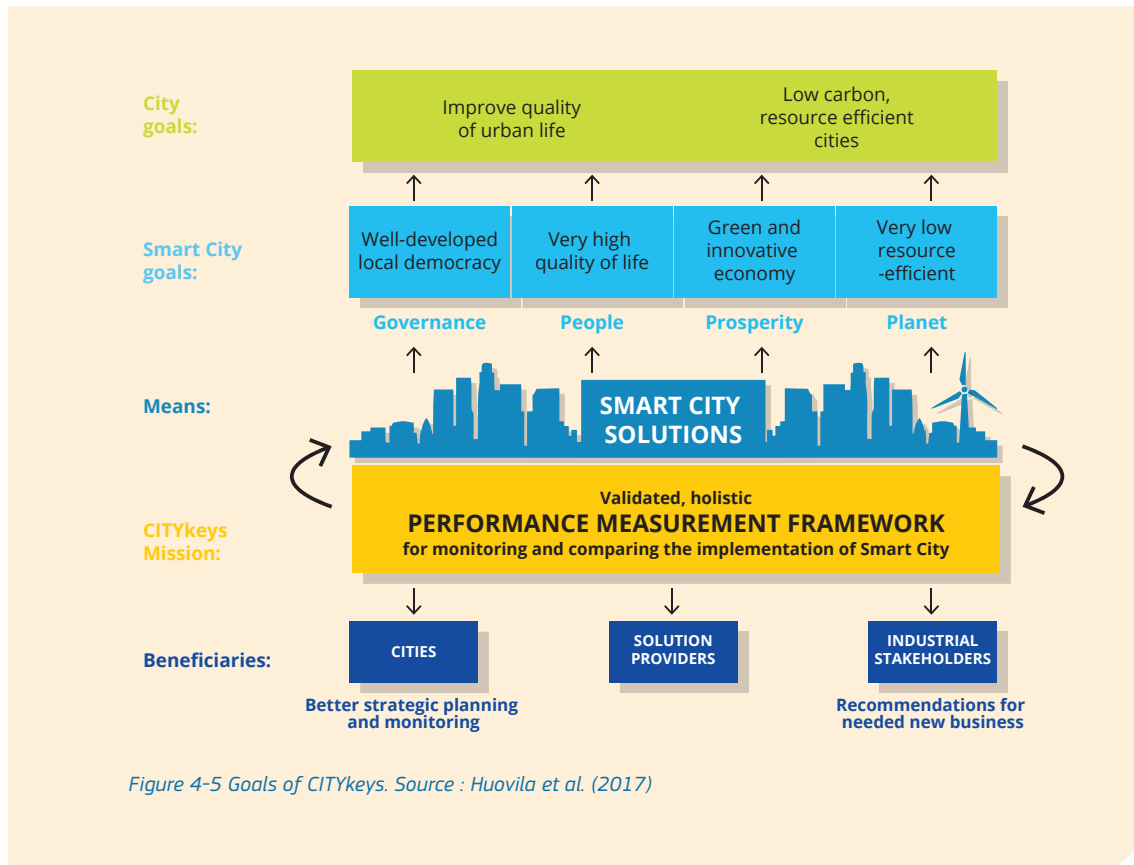 City
goals:
Improve quality
of urban life
Low carbon,
resource efficient
cities
Smart City
goals:
Well-developed
local democracy
Very high
quality of life
Green and
innovative
economy
Very low
resource
-efficient
Governance
People
Prosperity
Planet
Means:
SMART CITY
SOLUTIONS
CITYkeys
Mission:
Validated, holistic
PERFORMANCE MEASUREMENT FRAMEWORK
for monitoring and comparing the implementation of Smart City
Beneficiaries:
CITIES
SOLUTION
PROVIDERS
INDUSTRIAL
STAKEHOLDERS
Better strategic planning
and monitoring
Recommendations for
needed new business
Figure 4-5 Goals of CITYkeys. Source : Huovila et al. (2017)